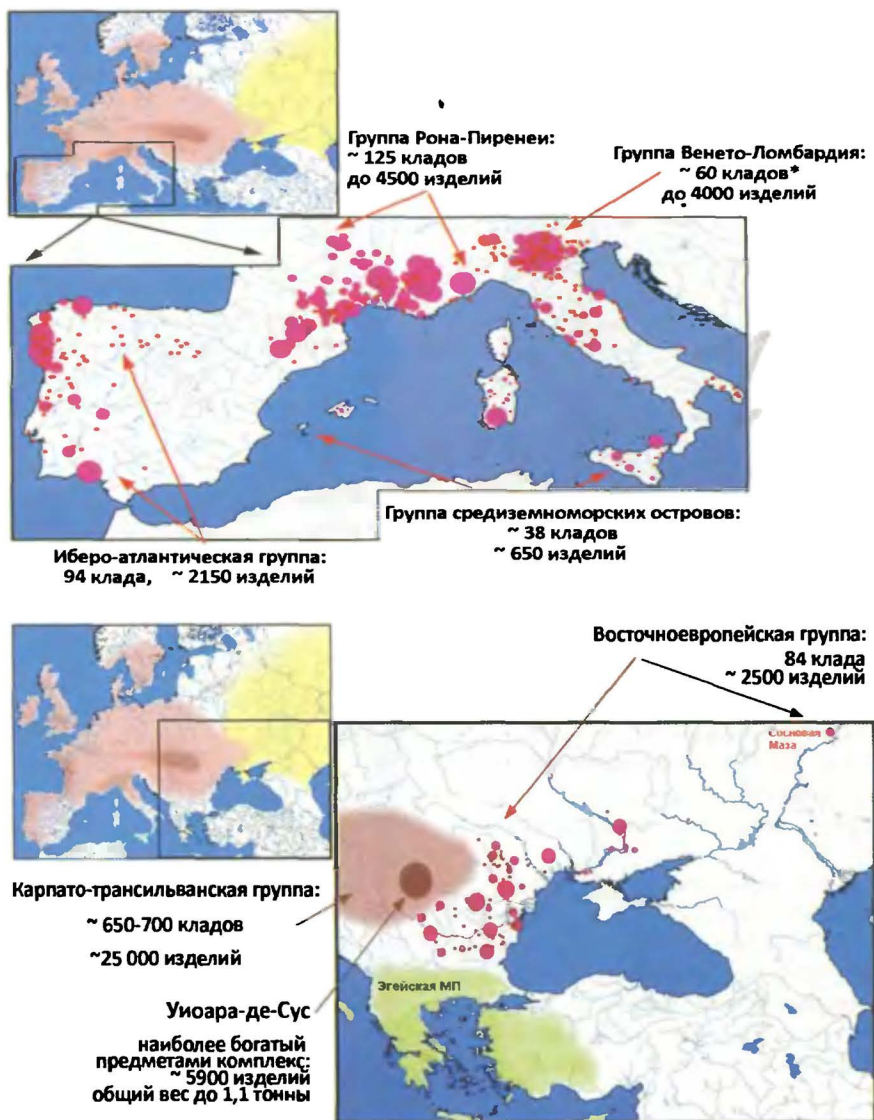 Группа Рона-Пиренеи:
~ 125 кладов
до 4500 изделий
Группа Венето-Ломбардия:
~ 60 кладов*
до 4000 изделий
Группа средиземноморских островов:
~ 38 кладов
~ 650 изделий
Иберо-атлантическая группа:
94 клада, ~ 2150 изделий
Восточноевропейская группа:
84 клада
~ 2500 изделий
Сосновая
Маза
Карпато-трансильванская группа:
~ 650-700 кладов
~25 000 изделий
Эгейская МП
Уиоара-де-Сус
наиболее богатый
предметами комплекс:
~ 5900 изделий
общий вес до 1,1 тонны